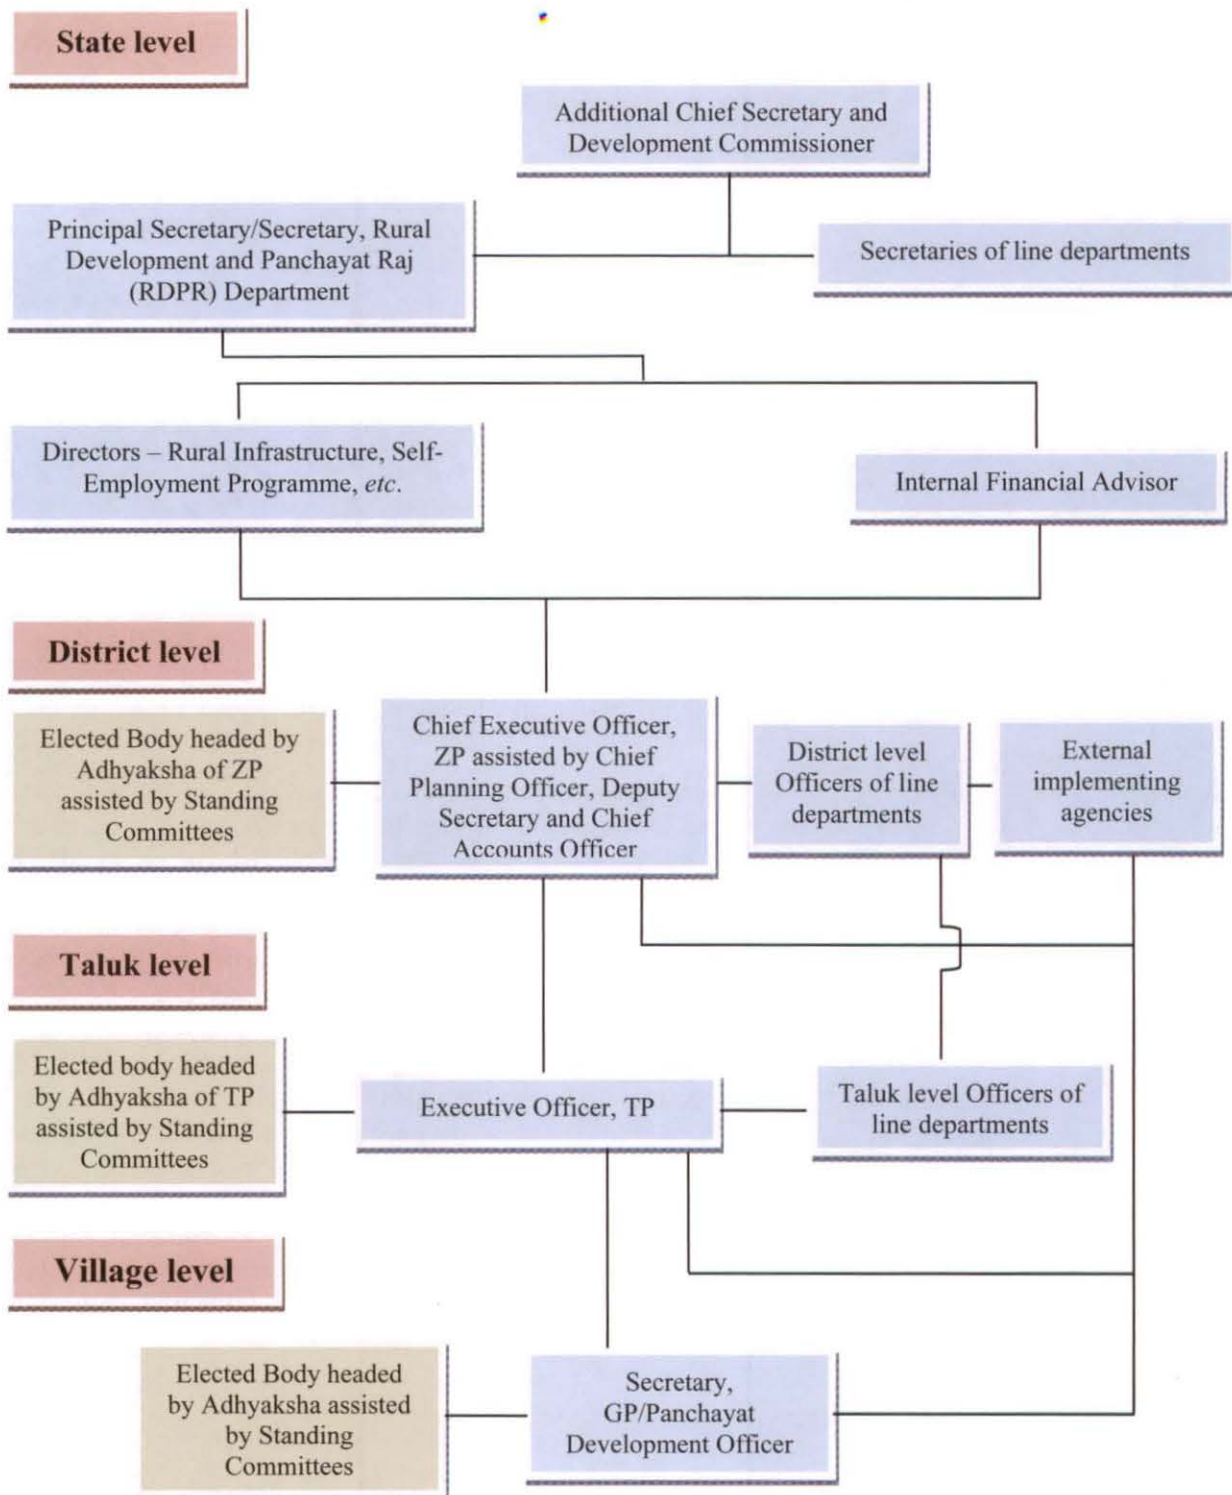 State level
Additional Chief Secretary and
Development Commissioner
Principal Secretary/Secretary, Rural
Development and Panchayat Raj
(RDPR) Department
Secretaries of line departments
Directors – Rural Infrastructure, Self-
Employment Programme, etc.
Internal Financial Advisor
District level
Elected Body headed by
Adhyaksha of ZP
assisted by Standing
Committees
Chief Executive Officer,
ZP assisted by Chief
Planning Officer, Deputy
Secretary and Chief
Accounts Officer
District level
Officers of line
departments
External
implementing
agencies
Taluk level
Elected body headed
by Adhyaksha of TP
assisted by Standing
Committees
Executive Officer, TP
Taluk level Officers of
line departments
Village level
Elected Body headed
by Adhyaksha assisted
by Standing
Committees
Secretary,
GP/Panchayat
Development Officer